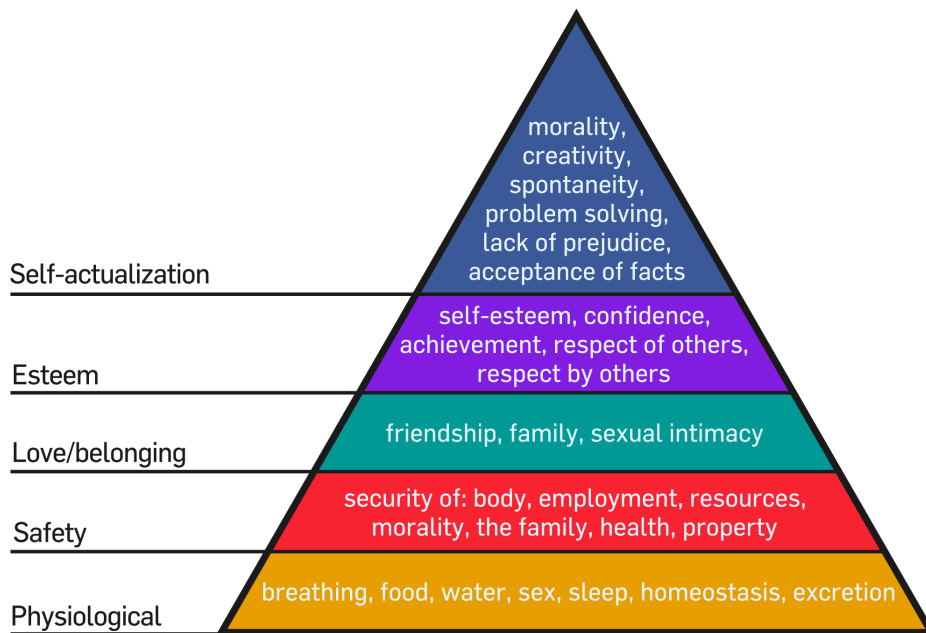 morality,
creativity,
spontaneity,
problem solving,
lack of prejudice,
acceptance of facts
Self-actualization
self-esteem, confidence,
achievement, respect of others,
respect by others
Esteem
friendship, family, sexual intimacy
Love/belonging
security of: body, employment, resources,
morality, the family, health, property
Safety
breathing, food, water, sex, sleep, homeostasis, excretion
Physiological